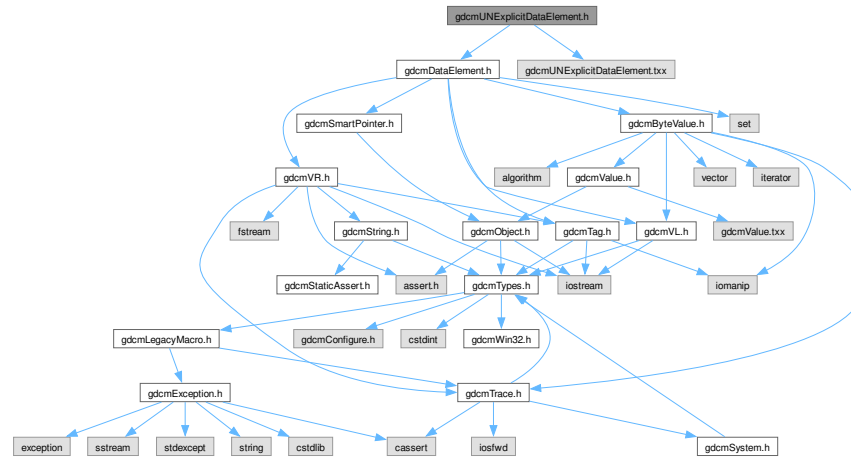 gdcmUNExplicitDataElement.h
gdcmDataElement.h
gdcmUNExplicitDataElement.txx
gdcmSmartPointer.h
gdcmByteValue.h
set
gdcmVR.h
algorithm
gdcmValue.h
vector
iterator
fstream
gdcmString.h
gdcmObject.h
gdcmTag.h
gdcmVL.h
gdcmValue.txx
gdcmStaticAssert.h
assert.h
gdcmTypes.h
iostream
iomanip
gdcmLegacyMacro.h
gdcmConfigure.h
cstdint
gdcmWin32.h
gdcmException.h
gdcmTrace.h
exception
sstream
stdexcept
string
cstdlib
cassert
iosfwd
gdcmSystem.h